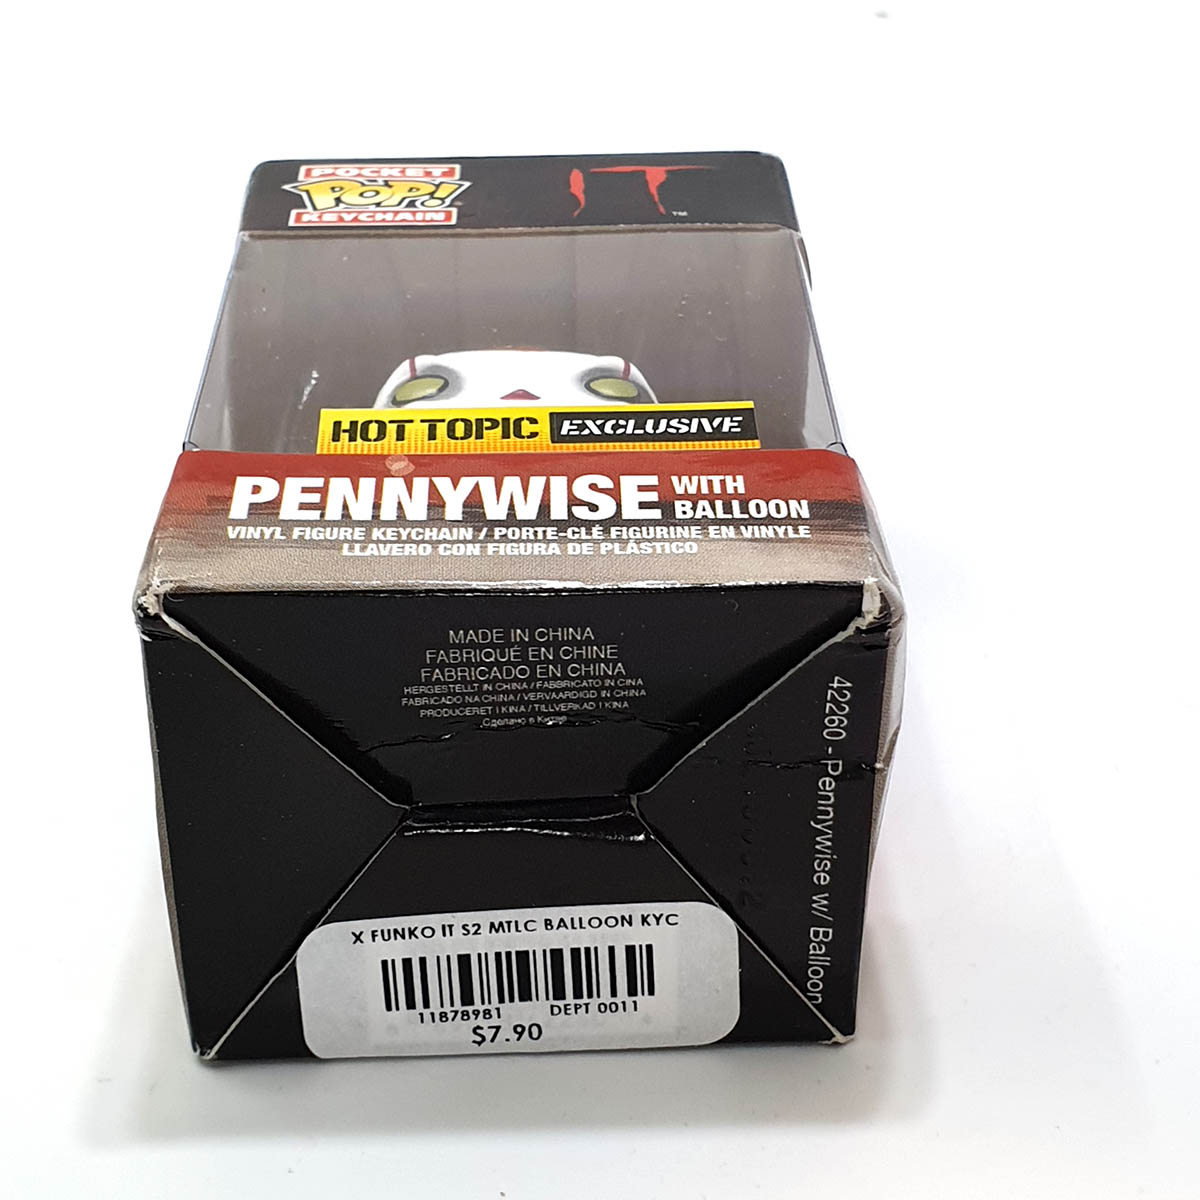 POCKET
POP!
KEYCHAIN
IT™
HOT TOPIC EXCLUSIVE
PENNYWISE WITH BALLOON
VINYL FIGURE KEYCHAIN / PORTE-CLÉ FIGURINE EN VINYLE
LLAVERO CON FIGURA DE PLÁSTICO
MADE IN CHINA
FABRIQUÉ EN CHINE
FABRICADO EN CHINA
HERGESTELLT IN CHINA / FABBRICATO IN CINA
FABRICADO NA CHINA / VERVAARDIGD IN CHINA
PRODUCERET I KINA / TILLVERKAD I KINA
Сделано в Китае
42260 - Pennywise w/ Balloon
X FUNKO IT S2 MTLC BALLOON KYC
11878981 DEPT 0011
$7.90